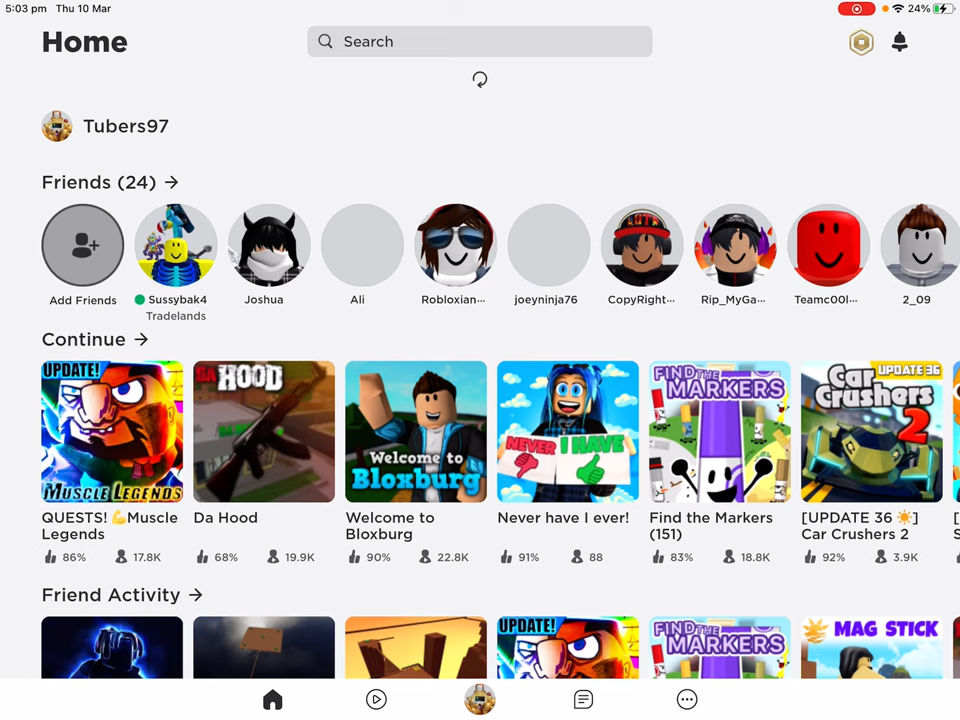 5:03 pm Thu 10 Mar
24%
Home
Search
Tubers97
Friends (24) →
Add Friends
Sussybak4
Tradelands
Joshua
Ali
Robloxian...
joeyninja76
CopyRight...
Rip_MyGa...
Teamc00l...
2_09
Continue →
UPDATE!
MUSCLE LEGENDS
DA HOOD
Welcome to
Bloxburg
NEVER I HAVE
FIND THE
MARKERS
Car UPDATE 36
Crushers
2
QUESTS! 💪Muscle
Legends
Da Hood
Welcome to
Bloxburg
Never have I ever!
Find the Markers
(151)
[UPDATE 36 ☀️]
Car Crushers 2
86% 17.8K
68% 19.9K
90% 22.8K
91% 88
83% 18.8K
92% 3.9K
Friend Activity →
UPDATE!
FIND THE
MARKERS
MAG STICK